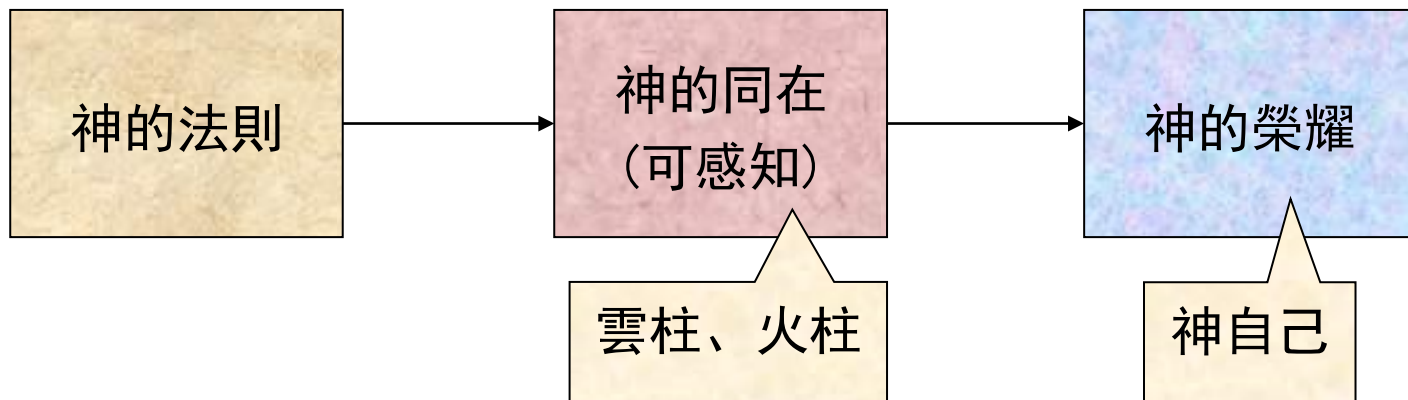 神的法則
神的同在
(可感知)
神的榮耀
雲柱、火柱
神自己